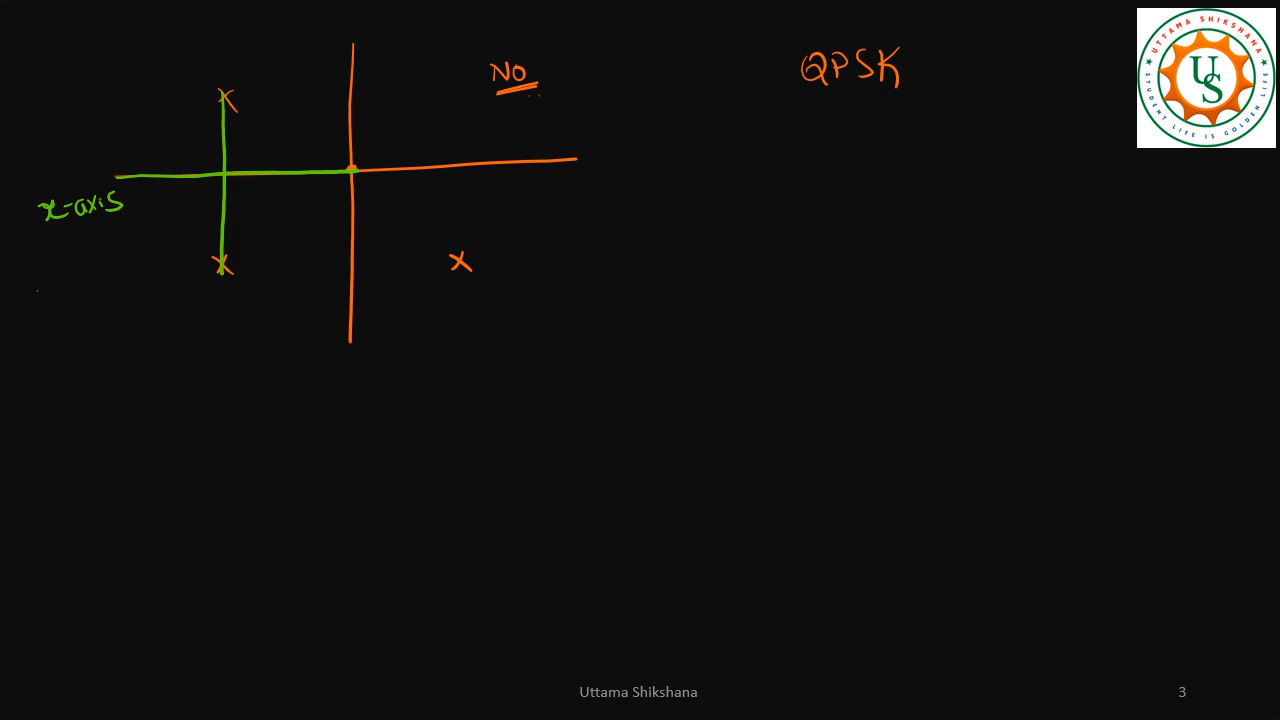 NO
QPSK
x-axis
UTTAMA SHIKSHANA
US
STUDENT LIFE IS GOLDEN LIFE
Uttama Shikshana
3